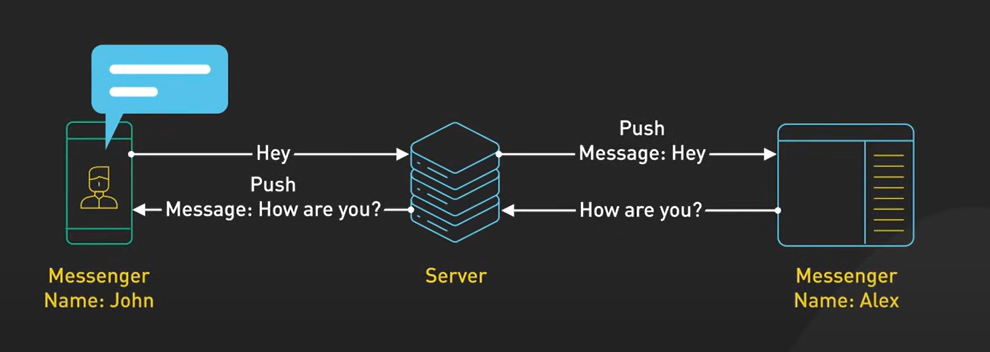 Hey
Push
Message: Hey
Push
Message: How are you?
How are you?
Messenger
Name: John
Server
Messenger
Name: Alex